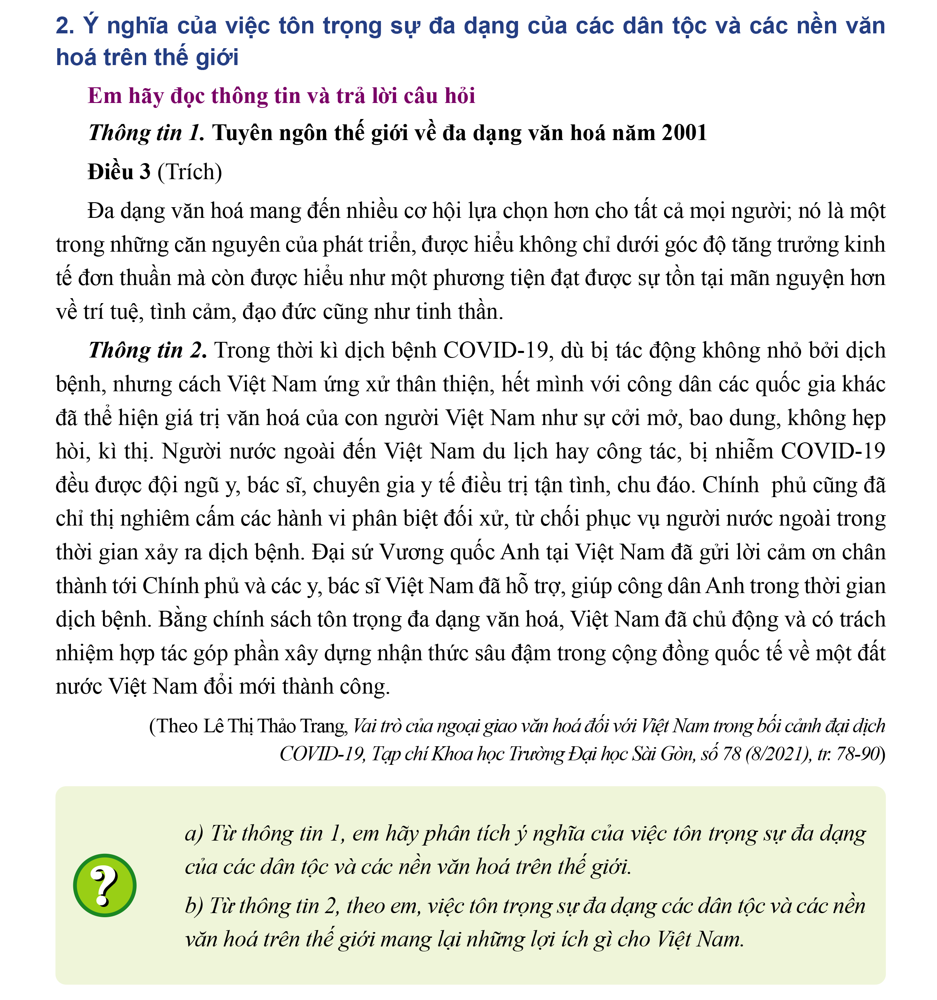 2. Ý nghĩa của việc tôn trọng sự đa dạng của các dân tộc và các nền văn
hoá trên thế giới
Em hãy đọc thông tin và trả lời câu hỏi
Thông tin 1. Tuyên ngôn thế giới về đa dạng văn hoá năm 2001
Điều 3 (Trích)
Đa dạng văn hoá mang đến nhiều cơ hội lựa chọn hơn cho tất cả mọi người; nó là một
trong những căn nguyên của phát triển, được hiểu không chỉ dưới góc độ tăng trưởng kinh
tế đơn thuần mà còn được hiểu như một phương tiện đạt được sự tồn tại mãn nguyện hơn
về trí tuệ, tình cảm, đạo đức cũng như tinh thần.
Thông tin 2. Trong thời kì dịch bệnh COVID-19, dù bị tác động không nhỏ bởi dịch
bệnh, nhưng cách Việt Nam ứng xử thân thiện, hết mình với công dân các quốc gia khác
đã thể hiện giá trị văn hoá của con người Việt Nam như sự cởi mở, bao dung, không hẹp
hòi, kì thị. Người nước ngoài đến Việt Nam du lịch hay công tác, bị nhiễm COVID-19
đều được đội ngũ y, bác sĩ, chuyên gia y tế điều trị tận tình, chu đáo. Chính phủ cũng đã
chỉ thị nghiêm cấm các hành vi phân biệt đối xử, từ chối phục vụ người nước ngoài trong
thời gian xảy ra dịch bệnh. Đại sứ Vương quốc Anh tại Việt Nam đã gửi lời cảm ơn chân
thành tới Chính phủ và các y, bác sĩ Việt Nam đã hỗ trợ, giúp công dân Anh trong thời gian
dịch bệnh. Bằng chính sách tôn trọng đa dạng văn hoá, Việt Nam đã chủ động và có trách
nhiệm hợp tác góp phần xây dựng nhận thức sâu đậm trong cộng đồng quốc tế về một đất
nước Việt Nam đổi mới thành công.
(Theo Lê Thị Thảo Trang, Vai trò của ngoại giao văn hoá đối với Việt Nam trong bối cảnh đại dịch
COVID-19, Tạp chí Khoa học Trường Đại học Sài Gòn, số 78 (8/2021), tr. 78-90)
a) Từ thông tin 1, em hãy phân tích ý nghĩa của việc tôn trọng sự đa dạng
của các dân tộc và các nền văn hoá trên thế giới.
?
b) Từ thông tin 2, theo em, việc tôn trọng sự đa dạng các dân tộc và các nền
văn hoá trên thế giới mang lại những lợi ích gì cho Việt Nam.